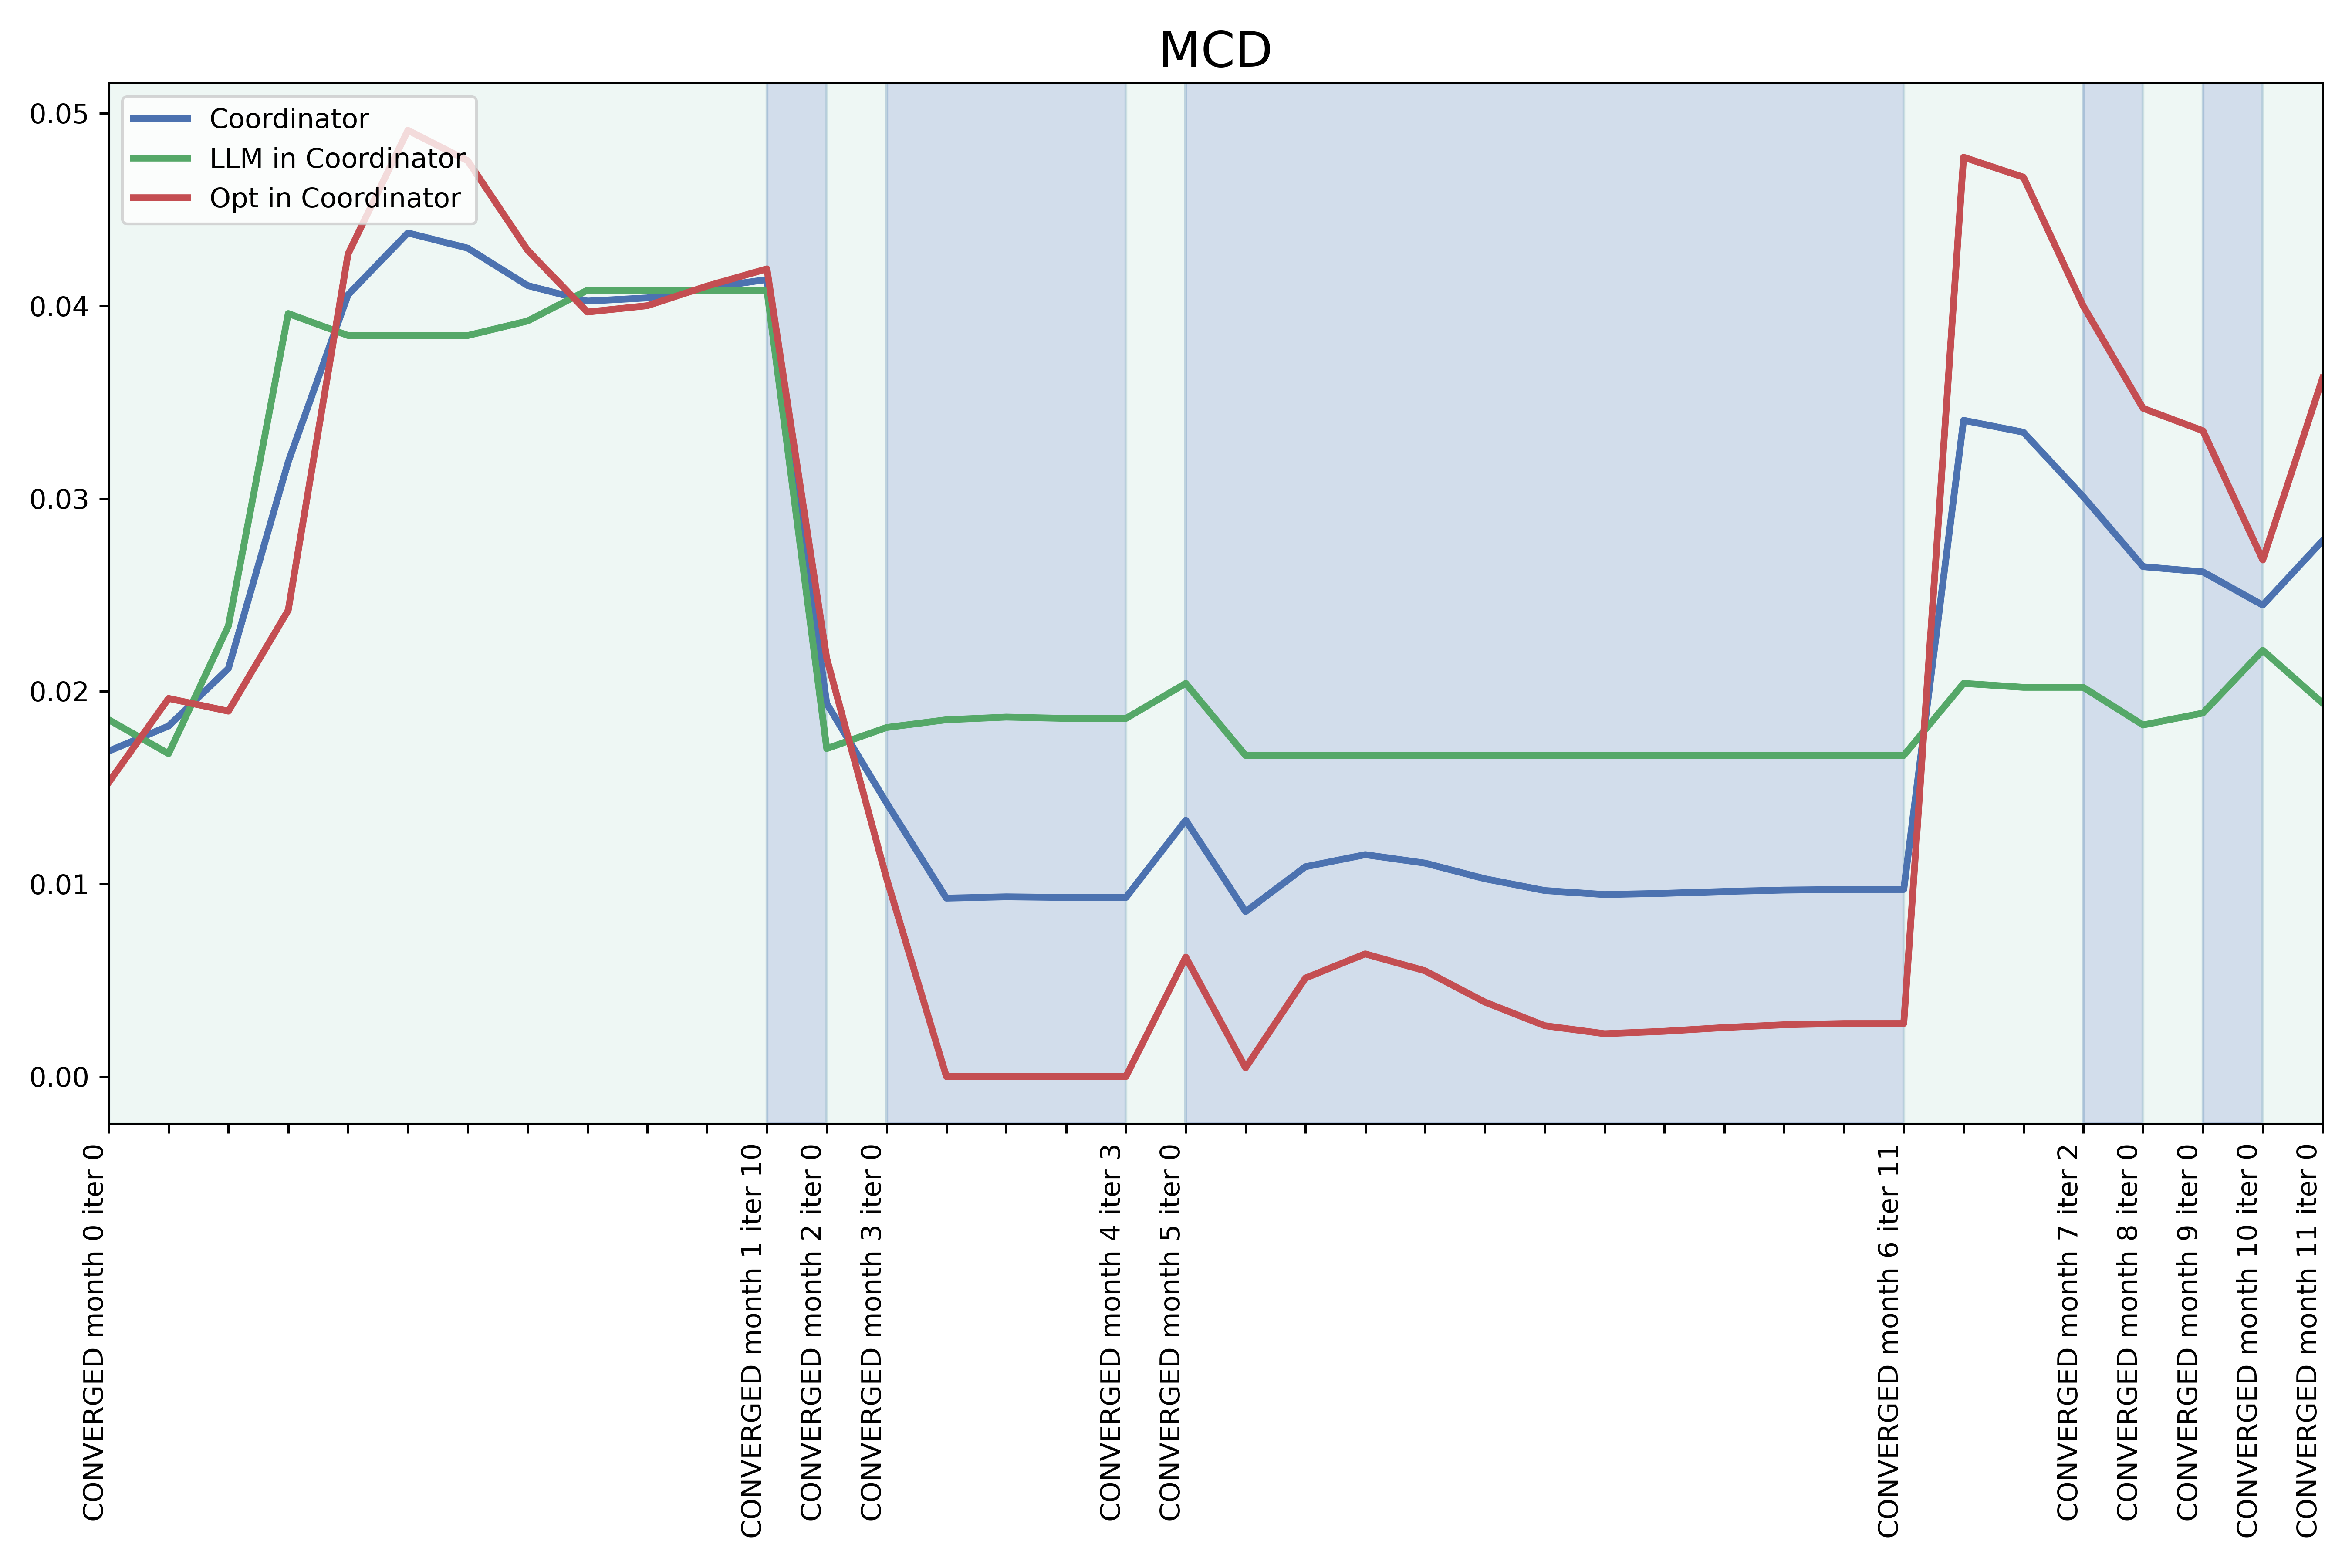 MCD
Coordinator
LLM in Coordinator
Opt in Coordinator
0.05
0.04
0.03
0.02
0.01
0.00
CONVERGED month 0 iter 0
CONVERGED month 1 iter 10
CONVERGED month 2 iter 0
CONVERGED month 3 iter 0
CONVERGED month 4 iter 3
CONVERGED month 5 iter 0
CONVERGED month 6 iter 11
CONVERGED month 7 iter 2
CONVERGED month 8 iter 0
CONVERGED month 9 iter 0
CONVERGED month 10 iter 0
CONVERGED month 11 iter 0